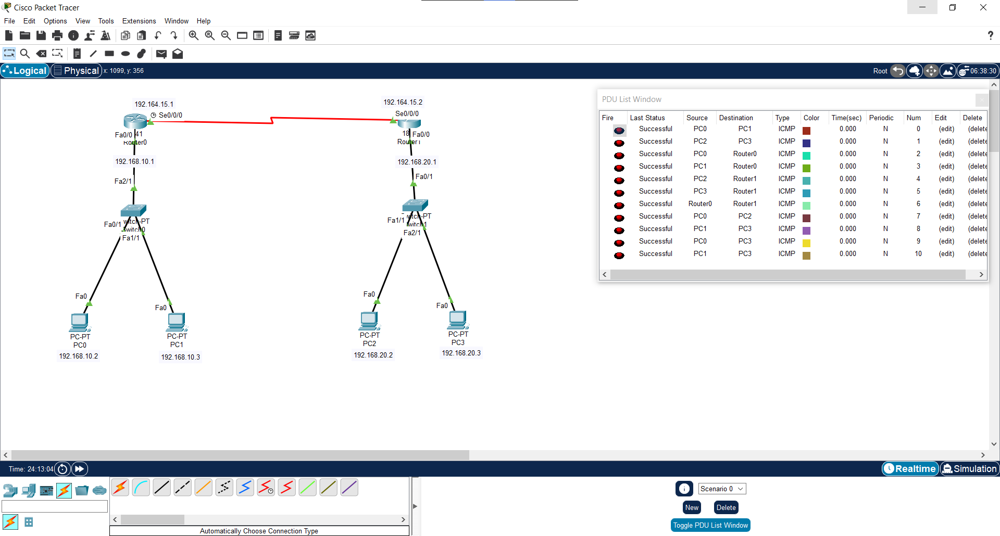 Cisco Packet Tracer
File Edit Options View Tools Extensions Window Help
Logical Physical x: 1099, y: 356 Root 06:38:30
192.164.15.1
Se0/0/0
Fa0/0 41
Router0
192.168.10.1
Fa2/1
Fa0/1 witch-PT
Switch0
Fa1/1
Fa0
Fa0
PC-PT
PC0
192.168.10.2
PC-PT
PC1
192.168.10.3
192.164.15.2
Se0/0/0
18 Fa0/0
Router1
192.168.20.1
Fa0/1
Fa1/1 witch-PT
witch1
Fa2/1
Fa0
Fa0
PC-PT
PC2
192.168.20.2
PC-PT
PC3
192.168.20.3
PDU List Window
Fire Last Status Source Destination Type Color Time(sec) Periodic Num Edit Delete
Successful PC0 PC1 ICMP 0.000 N 0 (edit) (delete
Successful PC2 PC3 ICMP 0.000 N 1 (edit) (delete
Successful PC0 Router0 ICMP 0.000 N 2 (edit) (delete
Successful PC1 Router0 ICMP 0.000 N 3 (edit) (delete
Successful PC2 Router1 ICMP 0.000 N 4 (edit) (delete
Successful PC3 Router1 ICMP 0.000 N 5 (edit) (delete
Successful Router0 Router1 ICMP 0.000 N 6 (edit) (delete
Successful PC0 PC2 ICMP 0.000 N 7 (edit) (delete
Successful PC1 PC3 ICMP 0.000 N 8 (edit) (delete
Successful PC0 PC3 ICMP 0.000 N 9 (edit) (delete
Successful PC1 PC3 ICMP 0.000 N 10 (edit) (delete
Time: 24:13:04 Realtime Simulation
Scenario 0
New Delete
Toggle PDU List Window
Automatically Choose Connection Type